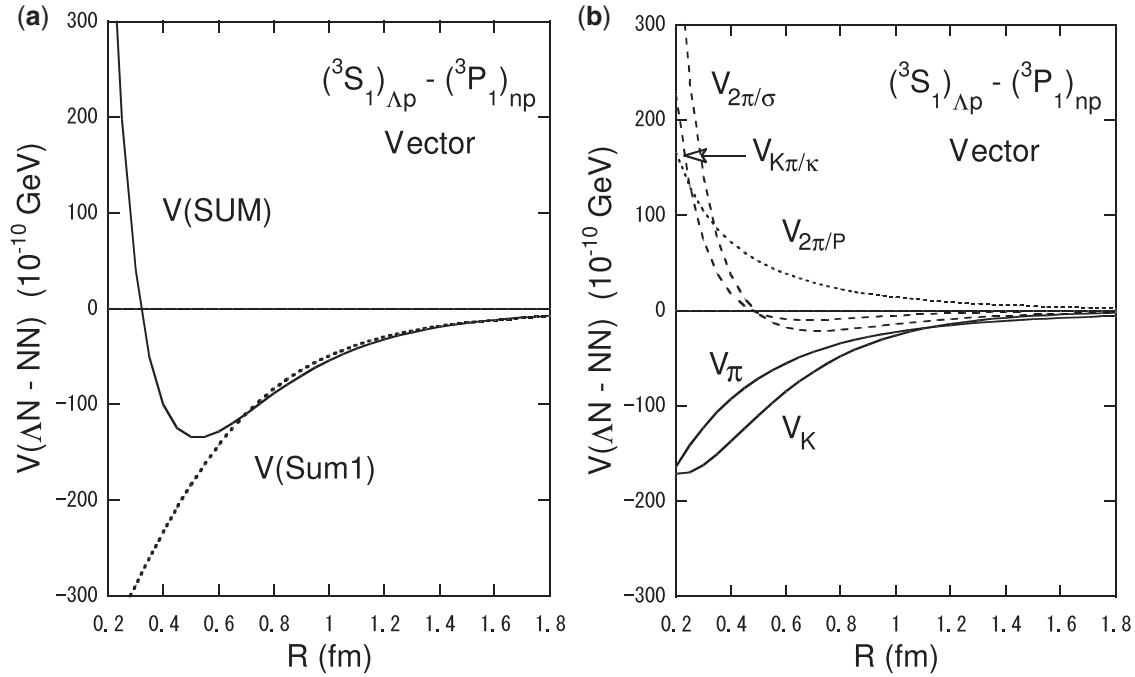 (a)
300
200
100
0
-100
-200
-300
V(ΛN - NN) (10⁻¹⁰ GeV)
(³S₁)Λp - (³P₁)np
Vector
V(SUM)
V(Sum1)
0.2 0.4 0.6 0.8 1 1.2 1.4 1.6 1.8
R (fm)
(b)
300
200
100
0
-100
-200
-300
V(ΛN - NN) (10⁻¹⁰ GeV)
V2π/σ
(³S₁)Λp - (³P₁)np
VKπ/κ
Vector
V2π/ρ
Vπ
VK
0.2 0.4 0.6 0.8 1 1.2 1.4 1.6 1.8
R (fm)